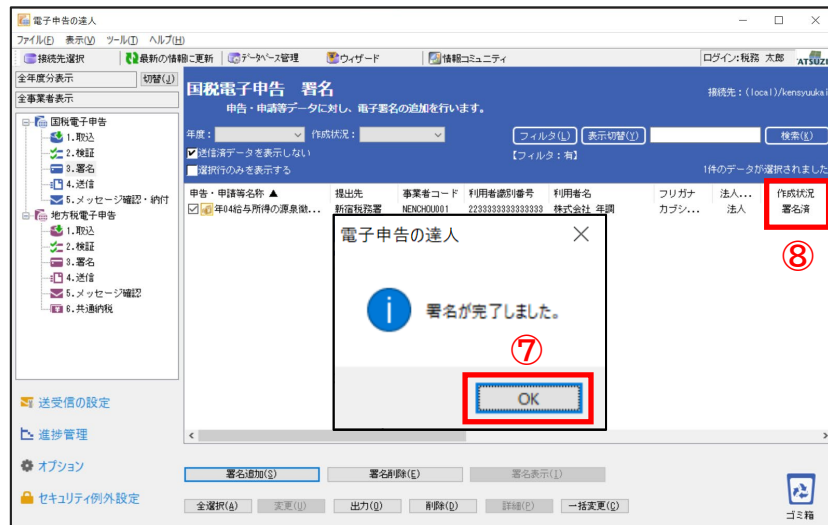 電子申告の達人
ファイル(F) 表示(V) ツール(T) ヘルプ(H)
接続先選択 最新の情報に更新 データベース管理 ウィザード 情報コミュニティ ログイン:税務 太郎
全年度分表示 切替(J)
全事業者表示
国税電子申告
1.取込
2.検証
3.署名
4.送信
5.メッセージ確認・納付
地方税電子申告
1.取込
2.検証
3.署名
4.送信
5.メッセージ確認
6.共通納税
送受信の設定
進捗管理
オプション
セキュリティ例外設定
国税電子申告 署名
接続先:(local)/kensyuukai
申告・申請等データに対し、電子署名の追加を行います。
年度: 作成状況: フィルタ(L) 表示切替(Y) 検索(K)
送信済データを表示しない 【フィルタ:有】
選択行のみを表示する 1件のデータが選択されました
申告・申請等名称 ▲ 提出先 事業者コード 利用者識別番号 利用者名 フリガナ 法人... 作成状況
年04給与所得の源泉徴... 新宿税務署 NENCHOU001 2233333333333333 株式会社 年調 カブシ... 法人 署名済
⑧
電子申告の達人
署名が完了しました。
⑦
OK
署名追加(S) 署名削除(E) 署名表示(I)
全選択(A) 変更(U) 出力(O) 削除(D) 詳細(P) 一括変更(C)
ゴミ箱